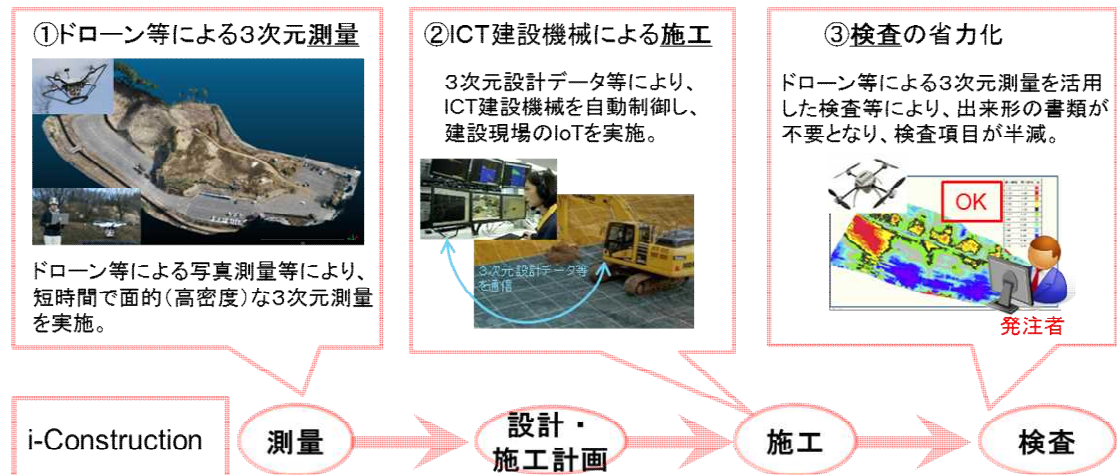 ①ドローン等による3次元測量
ドローン等による写真測量等により、
短時間で面的(高密度)な3次元測量
を実施。
②ICT建設機械による施工
3次元設計データ等により、
ICT建設機械を自動制御し、
建設現場のIoTを実施。
3次元設計データ等
を通信
③検査の省力化
ドローン等による3次元測量を活用
した検査等により、出来形の書類が
不要となり、検査項目が半減。
OK
発注者
i-Construction
測量
設計・
施工計画
施工
検査